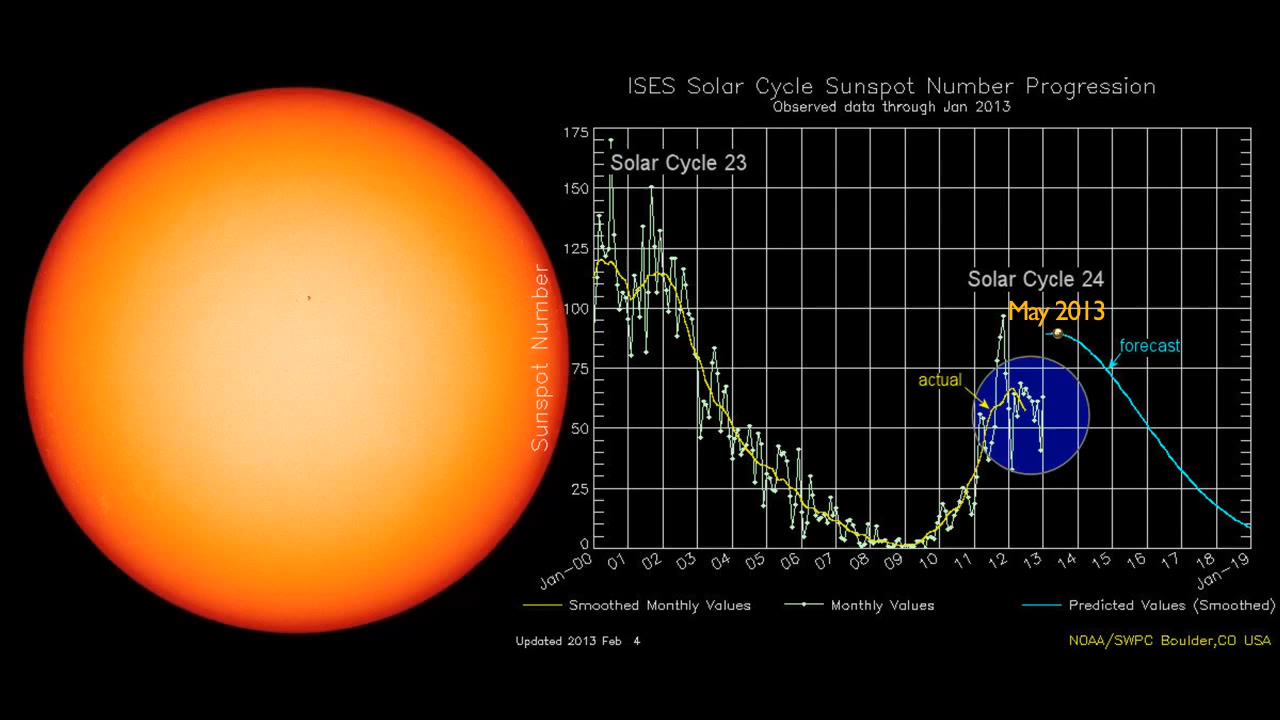 ISES Solar Cycle Sunspot Number Progression
Observed data through Jan 2013
175
Solar Cycle 23
150
125
Solar Cycle 24
100
May 2013
forecast
75
actual
50
25
0
Sunspot Number
Jan-00 01 02 03 04 05 06 07 08 09 10 11 12 13 14 15 16 17 18 Jan-19
Smoothed Monthly Values Monthly Values Predicted Values (Smoothed)
Updated 2013 Feb 4 NOAA/SWPC Boulder,CO USA